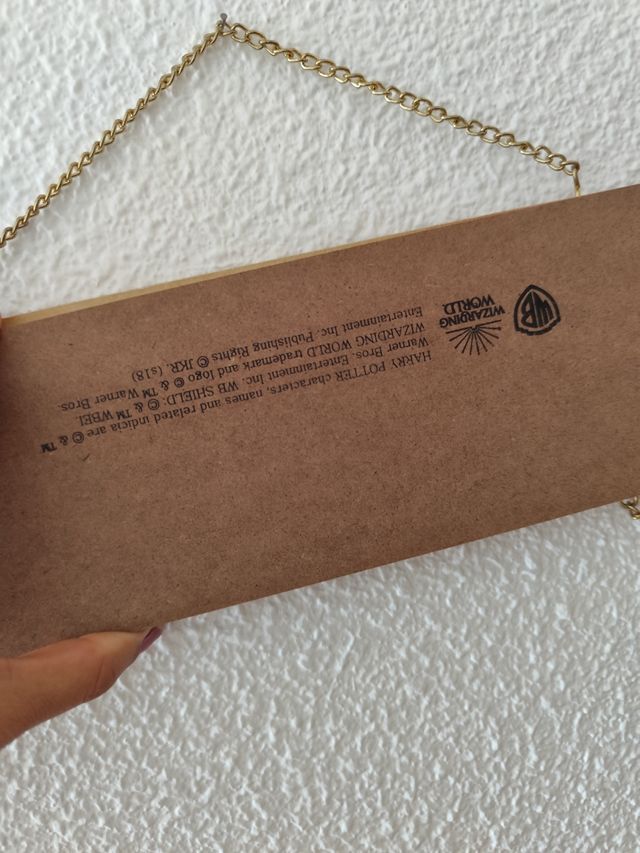 WB
WIZARDING
WORLD
HARRY POTTER characters, names and related indicia are © & ™
Warner Bros. Entertainment Inc. WB SHIELD: © & ™ WBEI.
WIZARDING WORLD trademark and logo © & ™ Warner Bros.
Entertainment Inc. Publishing Rights © JKR. (s18)